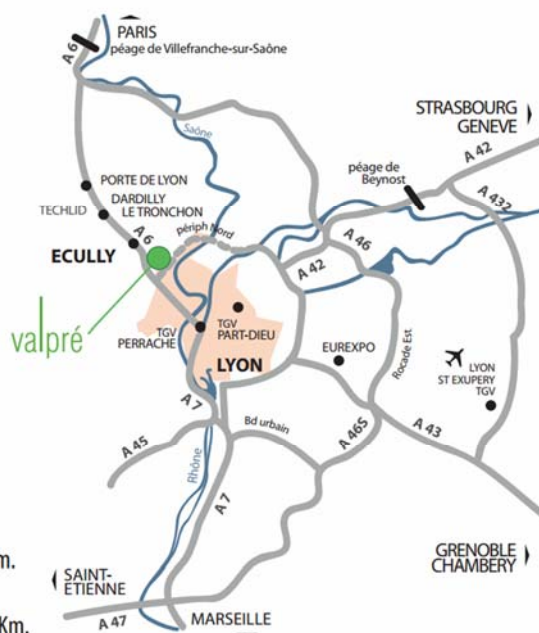 PARIS
péage de Villefranche-sur-Saône
A 6
Saône
STRASBOURG
GENEVE
A 42
péage de
Beynost
A 432
PORTE DE LYON
DARDILLY
LE TRONCHON
TECHLID
A 6
périph Nord
ECULLY
A 46
A 42
valpré
TGV
PERRACHE
TGV
PART-DIEU
LYON
EUREXPO
Rocade Est
LYON
ST EXUPERY
TGV
A 7
Bd urbain
A 46S
A 43
A 45
Rhône
A 7
GRENOBLE
CHAMBERY
m.
SAINT-
ETIENNE
Km.
A 47
MARSEILLE